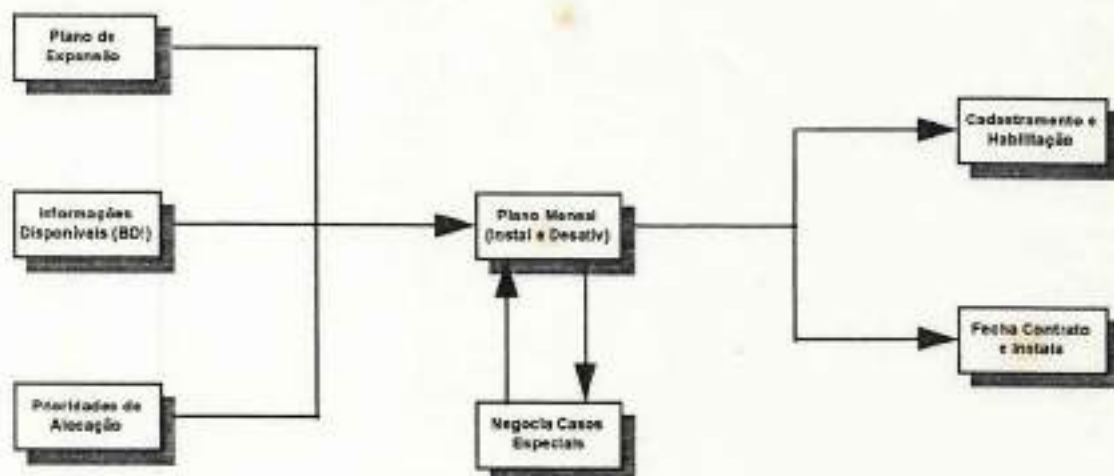 Plano de
Expansão
Informações
Disponíveis (BDI)
Prioridades de
Alocação
Plano Mensal
(Instal e Desativ)
Negocia Casos
Especiais
Cadastramento e
Habilitação
Fecha Contrato
e Instala